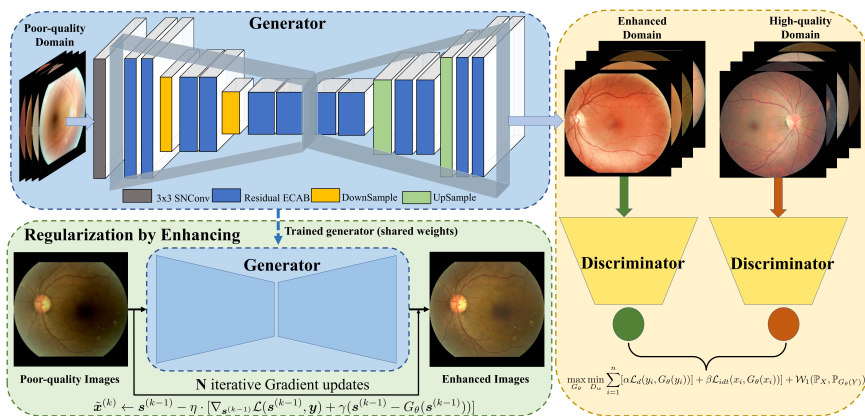 Generator
Poor-quality
Domain
3x3 SNConv
Residual ECAB
DownSample
UpSample
Trained generator (shared weights)
Regularization by Enhancing
Generator
Poor-quality Images
Enhanced Images
N iterative Gradient updates
x̃^(k) ← s^(k−1) − η · [∇_{s^(k−1)} ℒ(s^(k−1), y) + γ(s^(k−1) − G_θ(s^(k−1)))]
Enhanced
Domain
High-quality
Domain
Discriminator
Discriminator
max_{G_θ} min_{D_ω} ∑_{i=1}^{n} [αℒ_d(y_i, G_θ(y_i))] + βℒ_idt(x_i, G_θ(x_i))] + 𝒲_1(ℙ_X, ℙ_{G_θ(Y)})